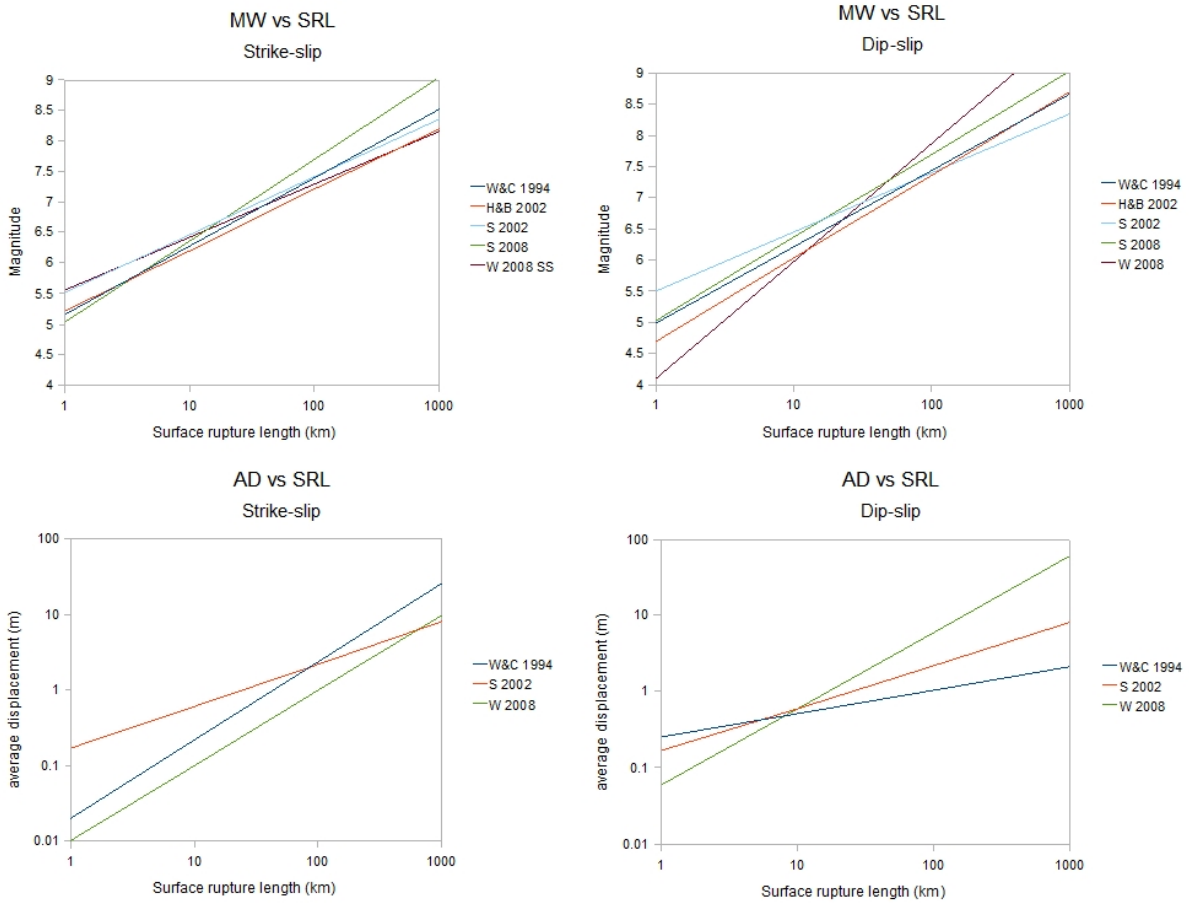 MW vs SRL
Strike-slip
9
8.5
8
7.5
7
6.5
6
5.5
5
4.5
4
Magnitude
1
10
100
1000
Surface rupture length (km)
W&C 1994
H&B 2002
S 2002
S 2008
W 2008 SS
MW vs SRL
Dip-slip
9
8.5
8
7.5
7
6.5
6
5.5
5
4.5
4
Magnitude
1
10
100
1000
Surface rupture length (km)
W&C 1994
H&B 2002
S 2002
S 2008
W 2008
AD vs SRL
Strike-slip
100
10
1
0.1
0.01
average displacement (m)
1
10
100
1000
Surface rupture length (km)
W&C 1994
S 2002
W 2008
AD vs SRL
Dip-slip
100
10
1
0.1
0.01
average displacement (m)
1
10
100
1000
Surface rupture length (km)
W&C 1994
S 2002
W 2008